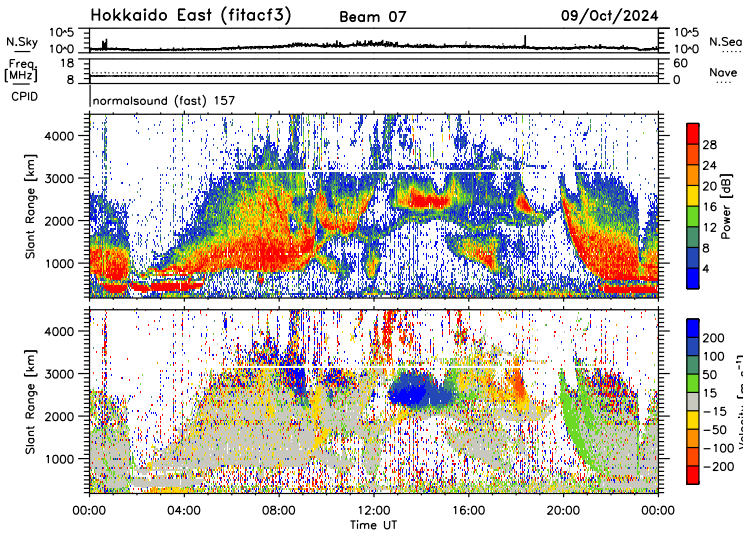 Hokkaido East (fitacf3) Beam 07 09/Oct/2024
N.Sky 10^5 10^0 10^5 10^0 N.Sea
Freq. [MHz] 18 8 60 0 Nave
CPID normalsound (fast) 157
Slant Range [km]
4000
3000
2000
1000
28
24
20
16
12
8
4
Power [dB]
Slant Range [km]
4000
3000
2000
1000
200
100
50
15
-15
-50
-100
-200
Velocity [m s^-1]
00:00 04:00 08:00 12:00 16:00 20:00 00:00
Time UT